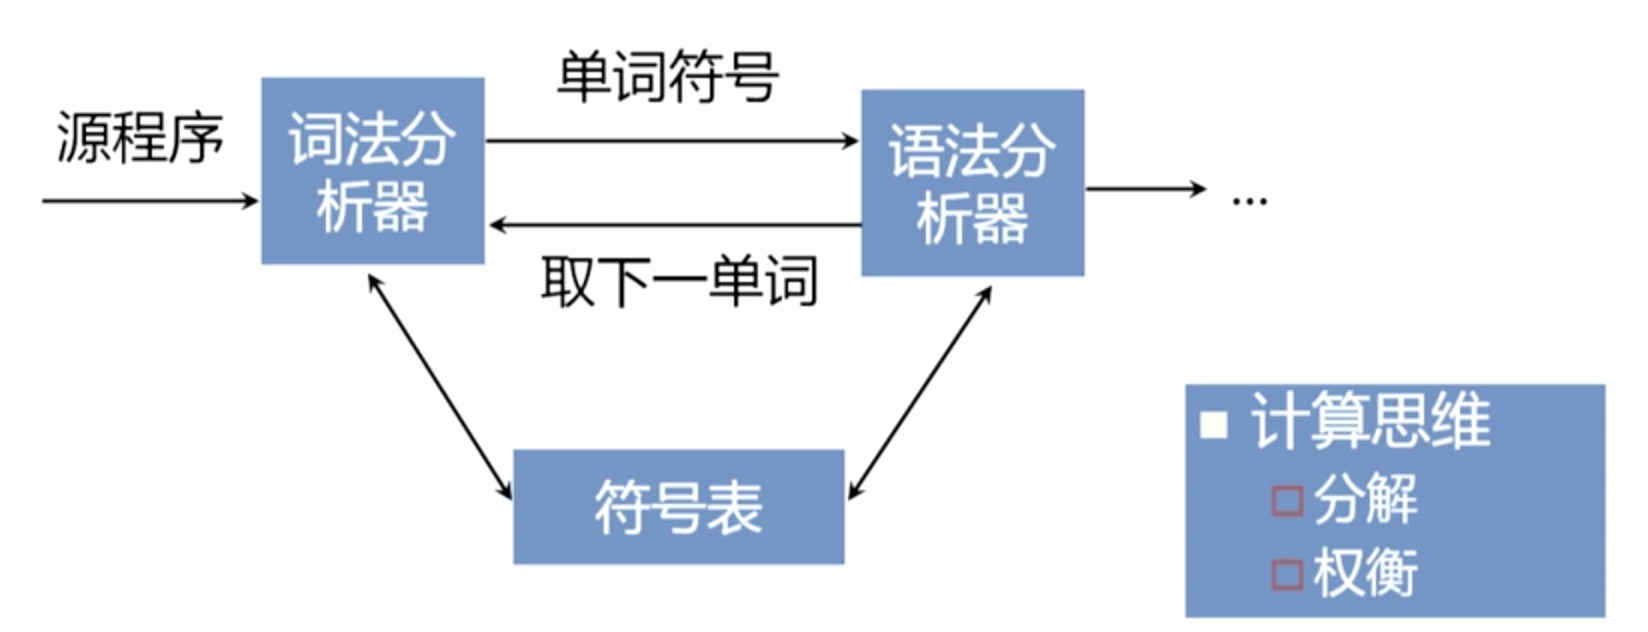 单词符号
源程序
词法分
析器
语法分
析器
...
取下一单词
符号表
计算思维
分解
权衡